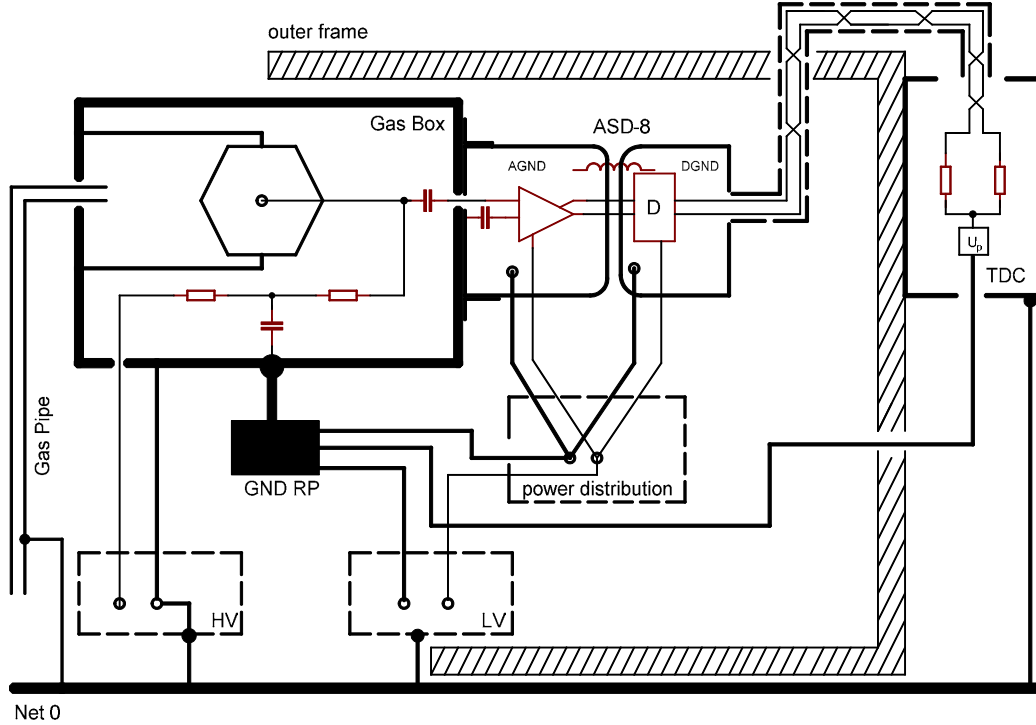 outer frame
Gas Box
ASD-8
AGND
DGND
D
Up
TDC
Gas Pipe
GND RP
power distribution
HV
LV
Net 0